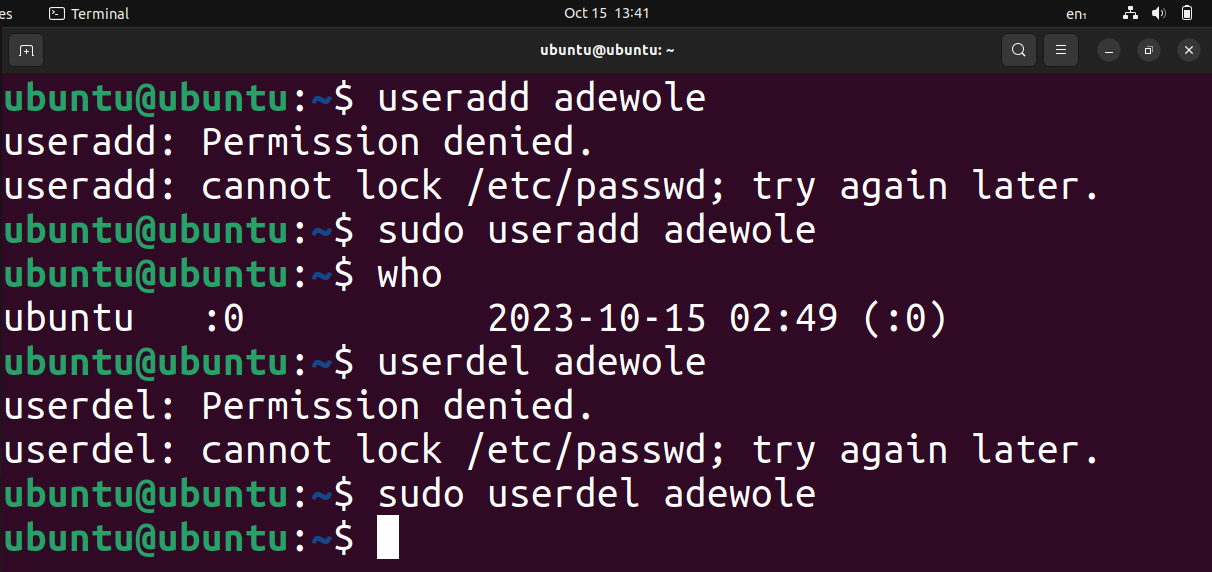 es Terminal Oct 15 13:41 en₁
ubuntu@ubuntu: ~
ubuntu@ubuntu:~$ useradd adewole
useradd: Permission denied.
useradd: cannot lock /etc/passwd; try again later.
ubuntu@ubuntu:~$ sudo useradd adewole
ubuntu@ubuntu:~$ who
ubuntu   :0           2023-10-15 02:49 (:0)
ubuntu@ubuntu:~$ userdel adewole
userdel: Permission denied.
userdel: cannot lock /etc/passwd; try again later.
ubuntu@ubuntu:~$ sudo userdel adewole
ubuntu@ubuntu:~$